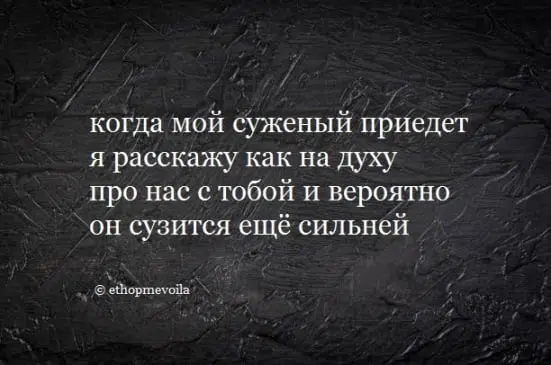 когда мой суженый приедет
я расскажу как на духу
про нас с тобой и вероятно
он сузится ещё сильней
© ethopmevoila